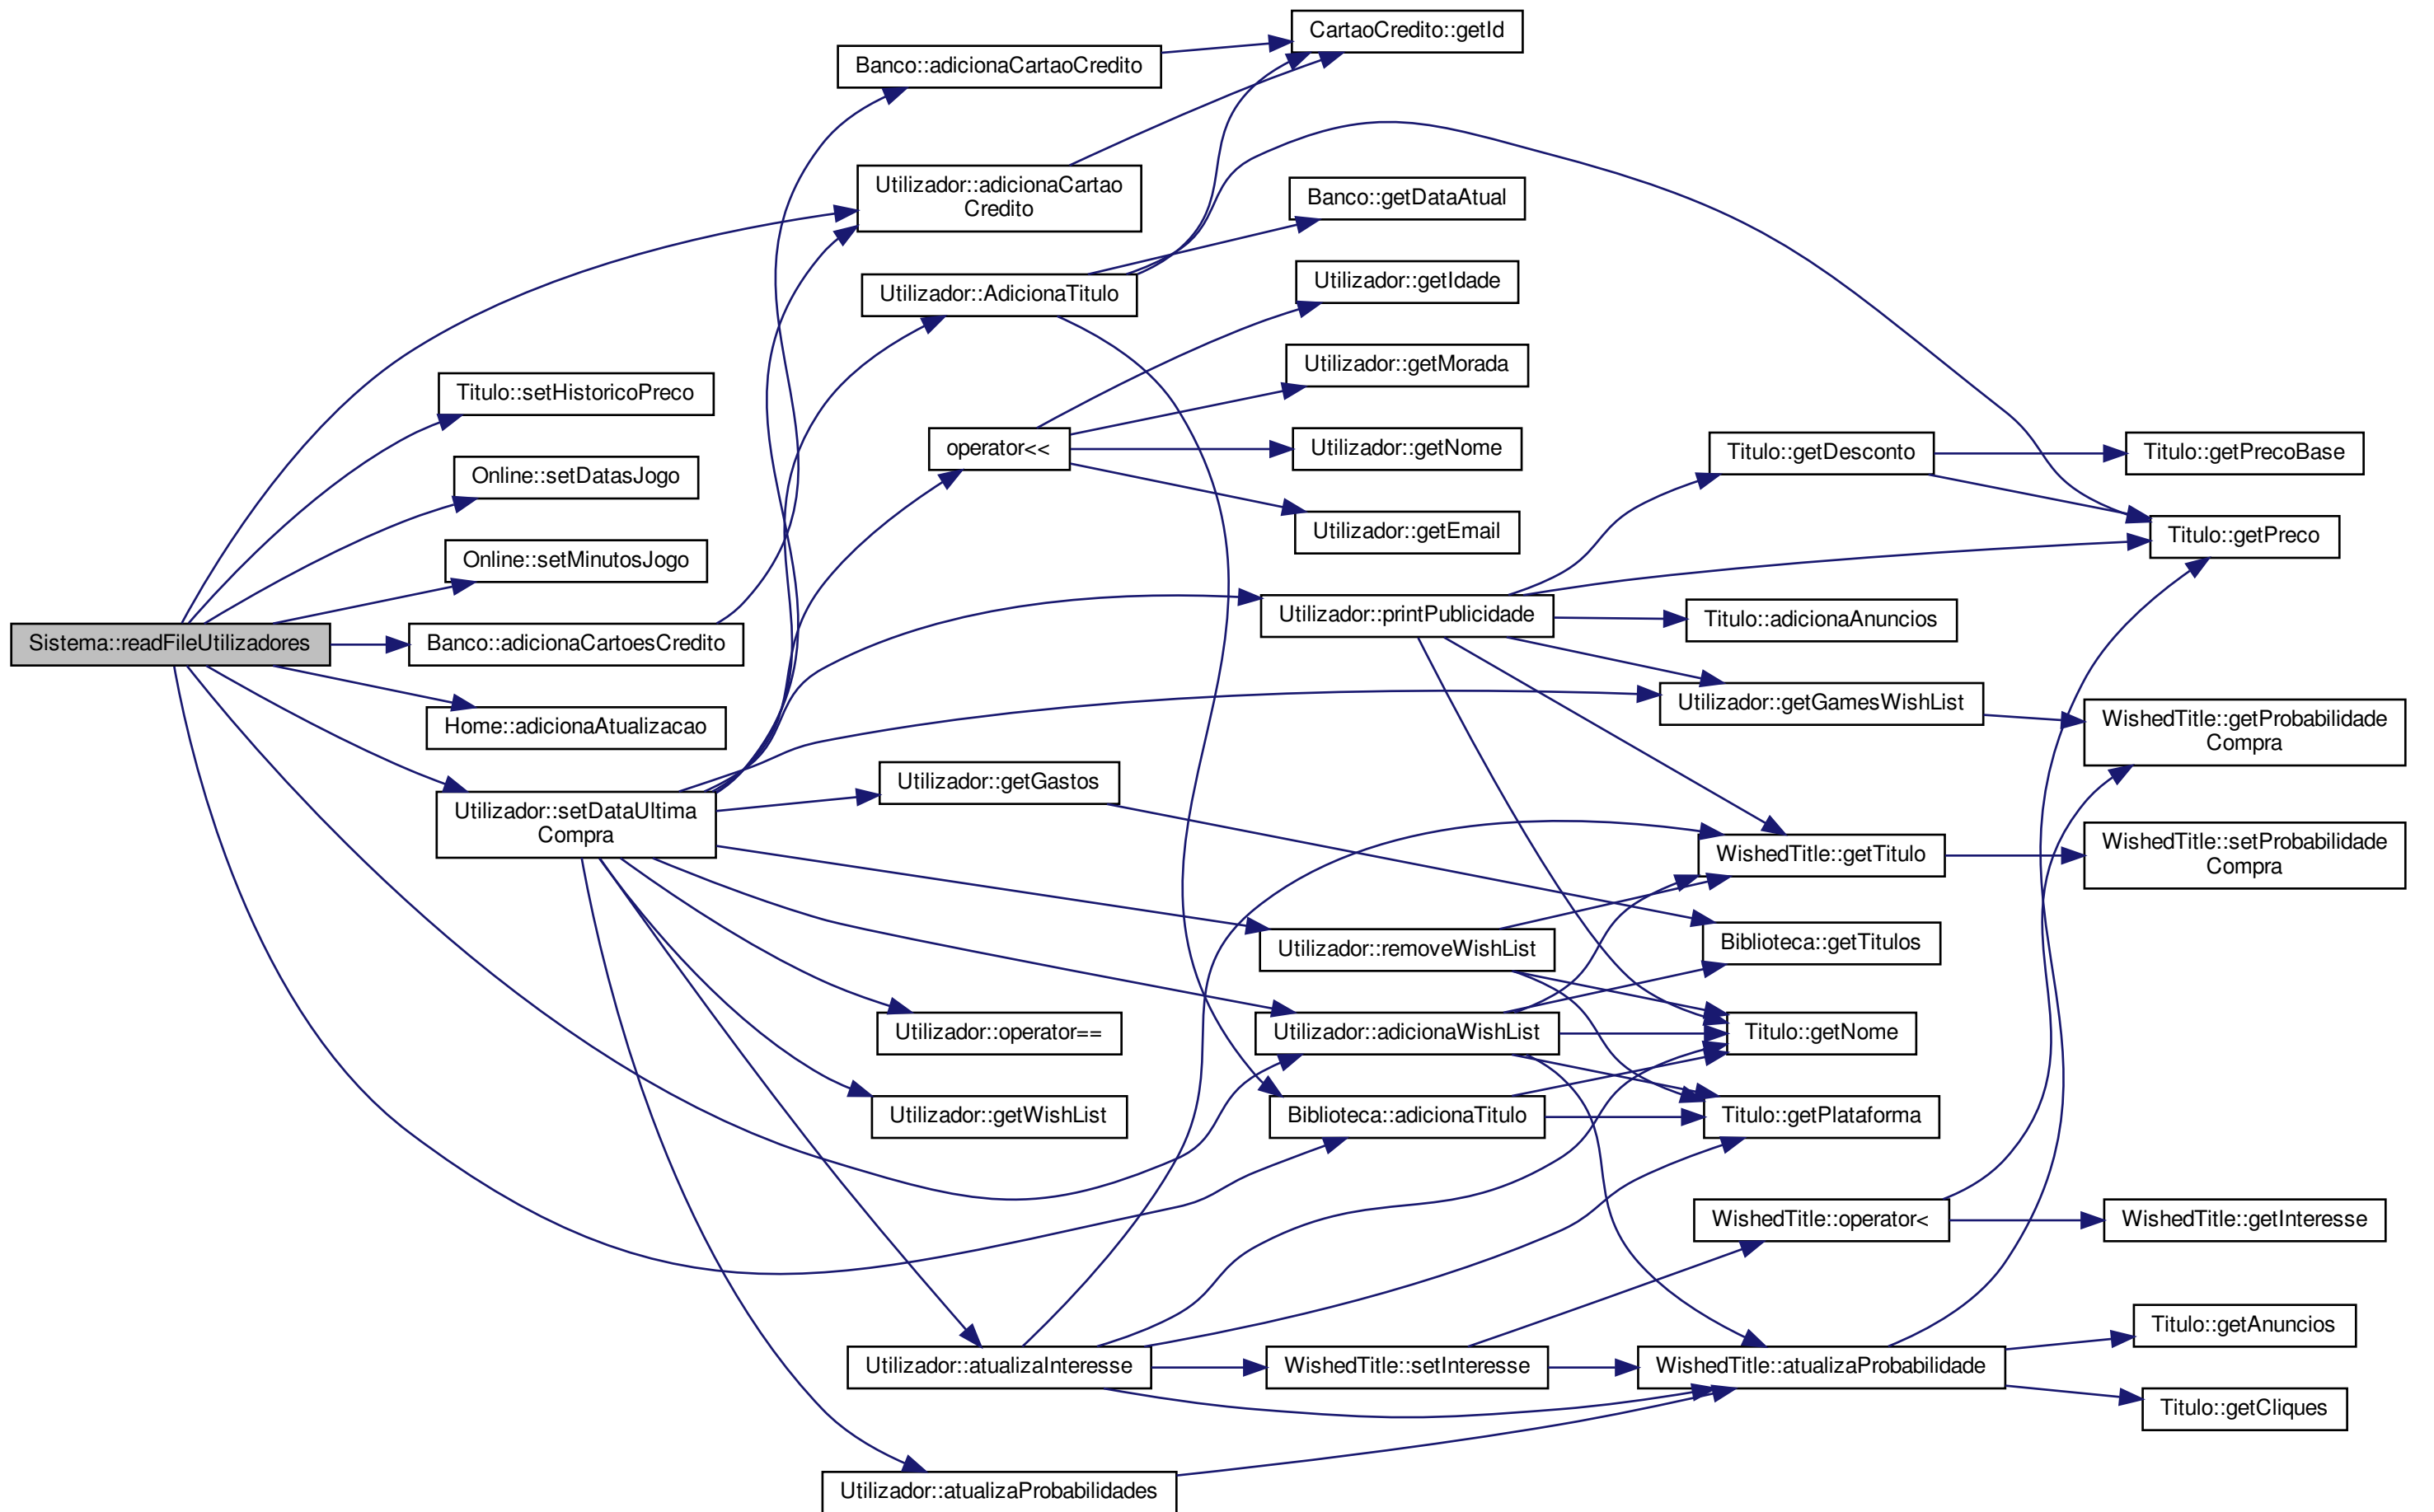 Sistema::readFileUtilizadores
Titulo::setHistoricoPreco
Online::setDatasJogo
Online::setMinutosJogo
Banco::adicionaCartoesCredito
Home::adicionaAtualizacao
Utilizador::setDataUltima
Compra
Banco::adicionaCartaoCredito
Utilizador::adicionaCartao
Credito
Utilizador::AdicionaTitulo
operator<<
Utilizador::getGastos
Utilizador::operator==
Utilizador::getWishList
Utilizador::atualizaInteresse
Utilizador::atualizaProbabilidades
CartaoCredito::getId
Banco::getDataAtual
Utilizador::getIdade
Utilizador::getMorada
Utilizador::getNome
Utilizador::getEmail
Utilizador::printPublicidade
Utilizador::removeWishList
Utilizador::adicionaWishList
Biblioteca::adicionaTitulo
WishedTitle::setInteresse
Titulo::getDesconto
Titulo::adicionaAnuncios
Utilizador::getGamesWishList
WishedTitle::getTitulo
Biblioteca::getTitulos
Titulo::getNome
Titulo::getPlataforma
WishedTitle::operator<
WishedTitle::atualizaProbabilidade
Titulo::getPrecoBase
Titulo::getPreco
WishedTitle::getProbabilidade
Compra
WishedTitle::setProbabilidade
Compra
WishedTitle::getInteresse
Titulo::getAnuncios
Titulo::getCliques